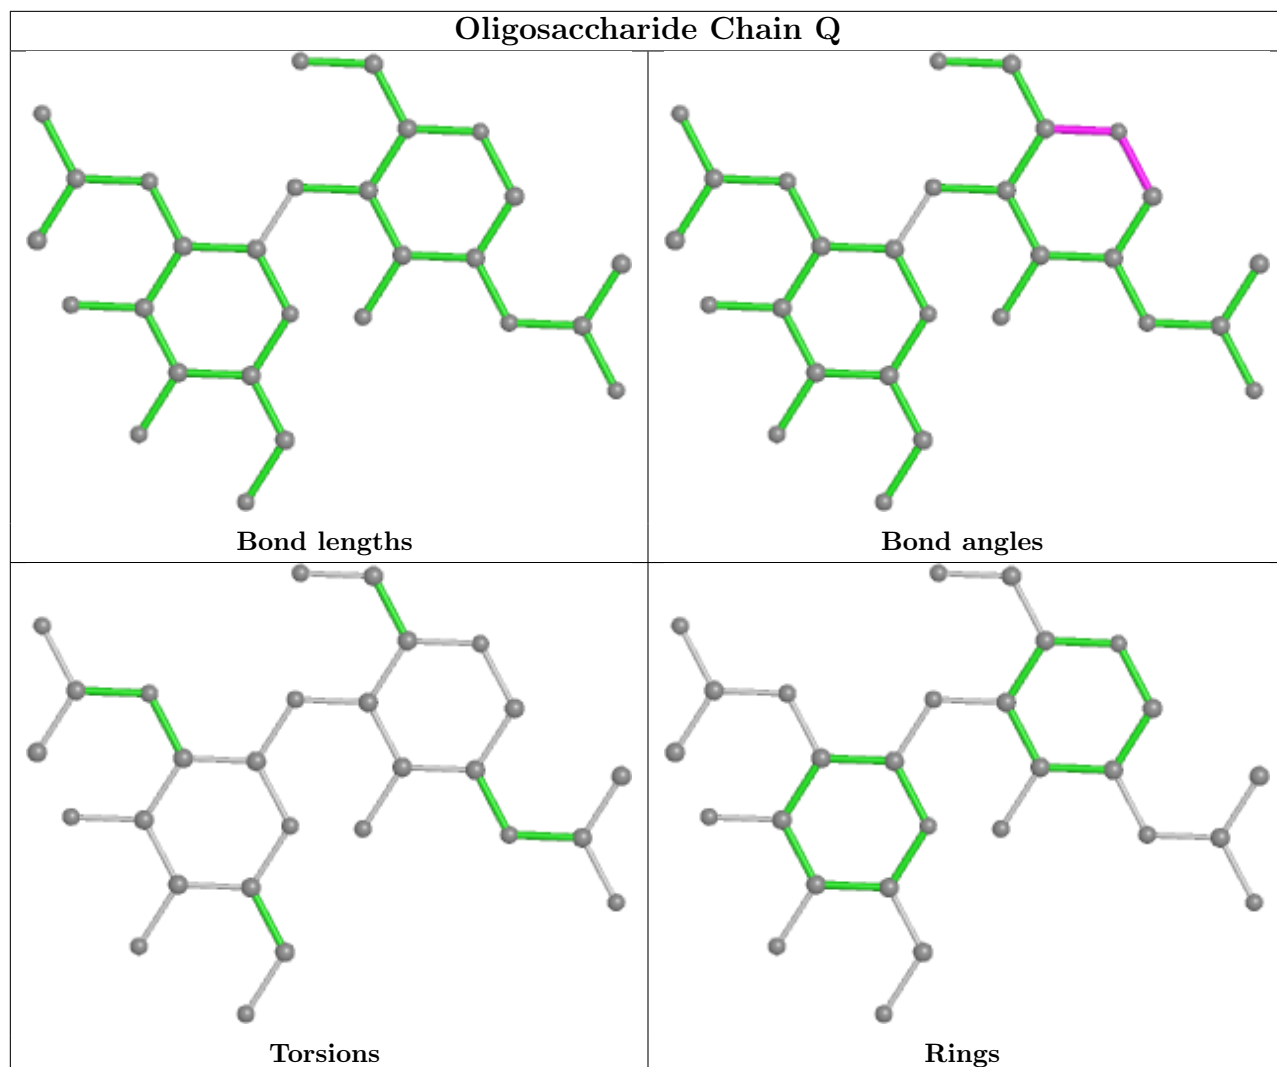 Oligosaccharide Chain Q
Bond lengths
Bond angles
Torsions
Rings